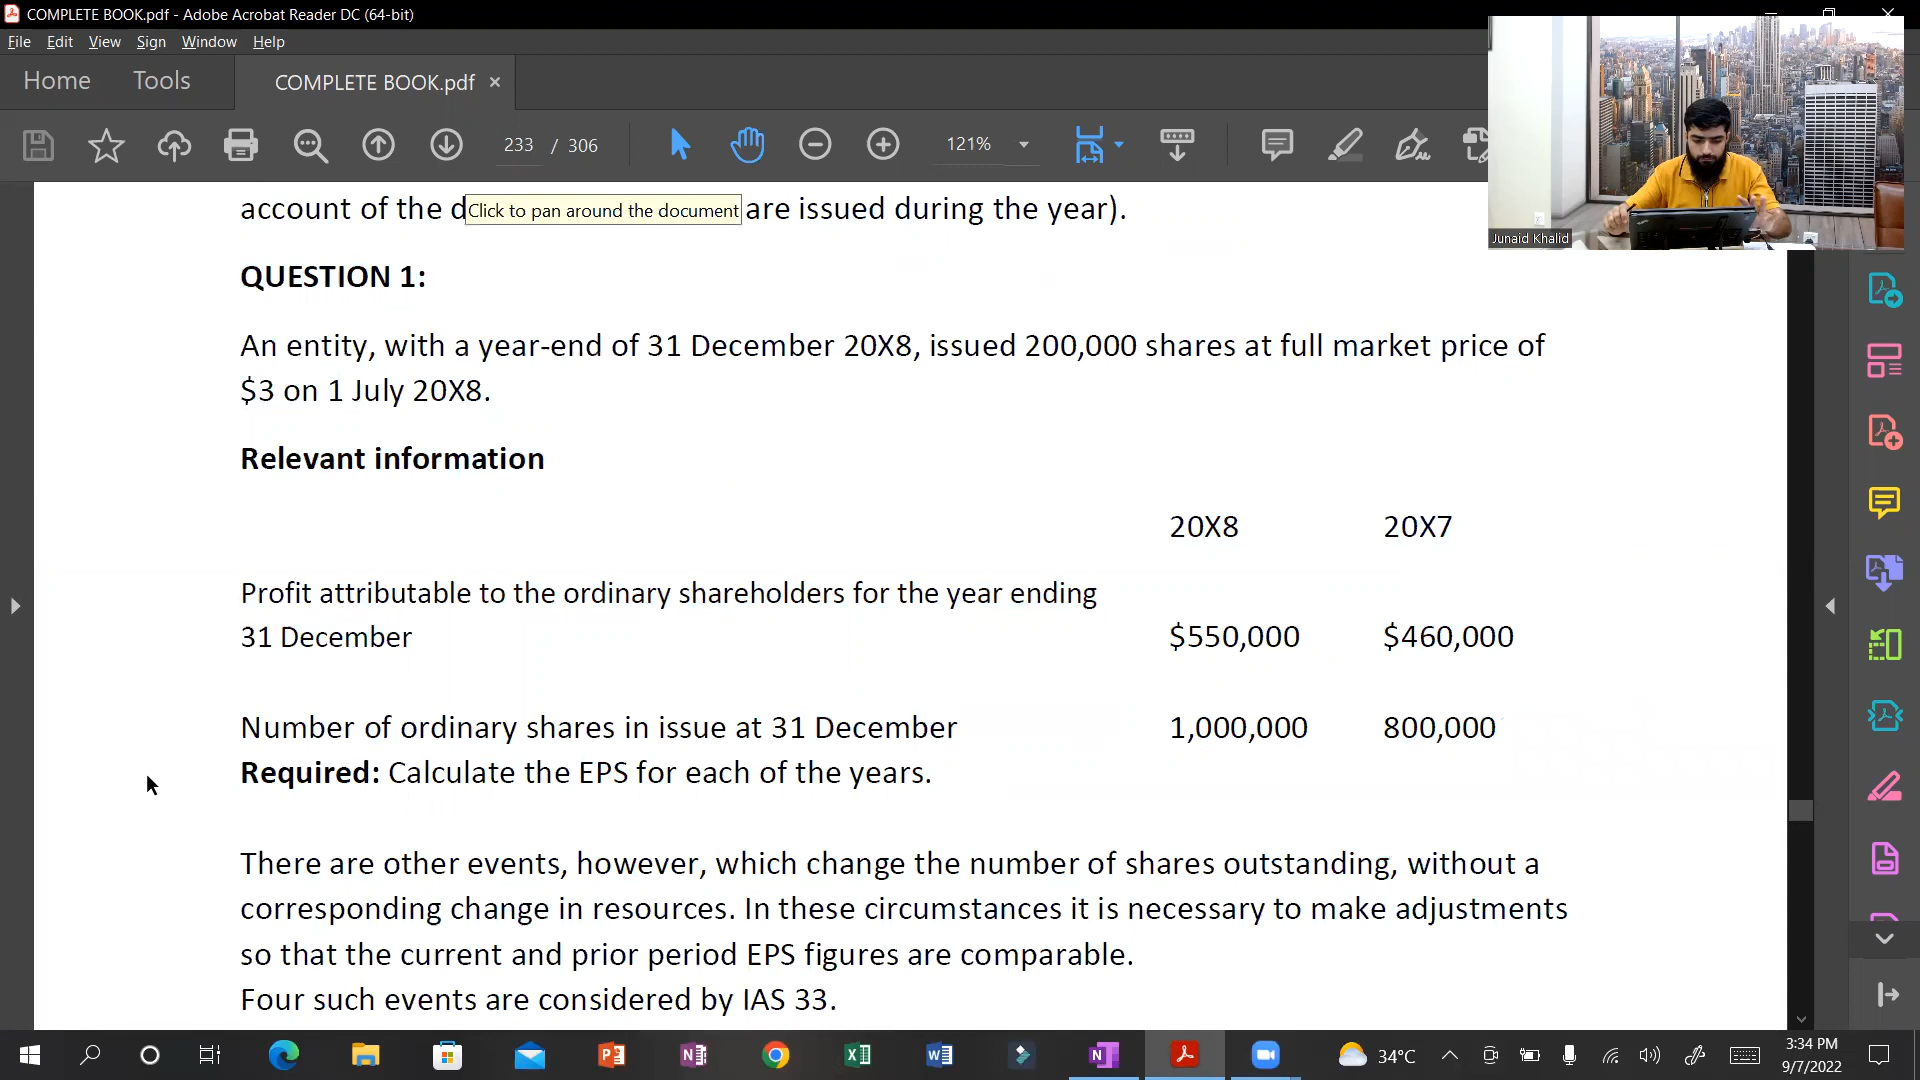 COMPLETE BOOK.pdf - Adobe Acrobat Reader DC (64-bit)
File Edit View Sign Window Help
Home Tools COMPLETE BOOK.pdf ×
233 / 306 121%
account of the d Click to pan around the document are issued during the year).
Junaid Khalid
QUESTION 1:
An entity, with a year-end of 31 December 20X8, issued 200,000 shares at full market price of
$3 on 1 July 20X8.
Relevant information
20X8 20X7
Profit attributable to the ordinary shareholders for the year ending
31 December $550,000 $460,000
Number of ordinary shares in issue at 31 December 1,000,000 800,000
Required: Calculate the EPS for each of the years.
There are other events, however, which change the number of shares outstanding, without a
corresponding change in resources. In these circumstances it is necessary to make adjustments
so that the current and prior period EPS figures are comparable.
Four such events are considered by IAS 33.
34°C
3:34 PM
9/7/2022